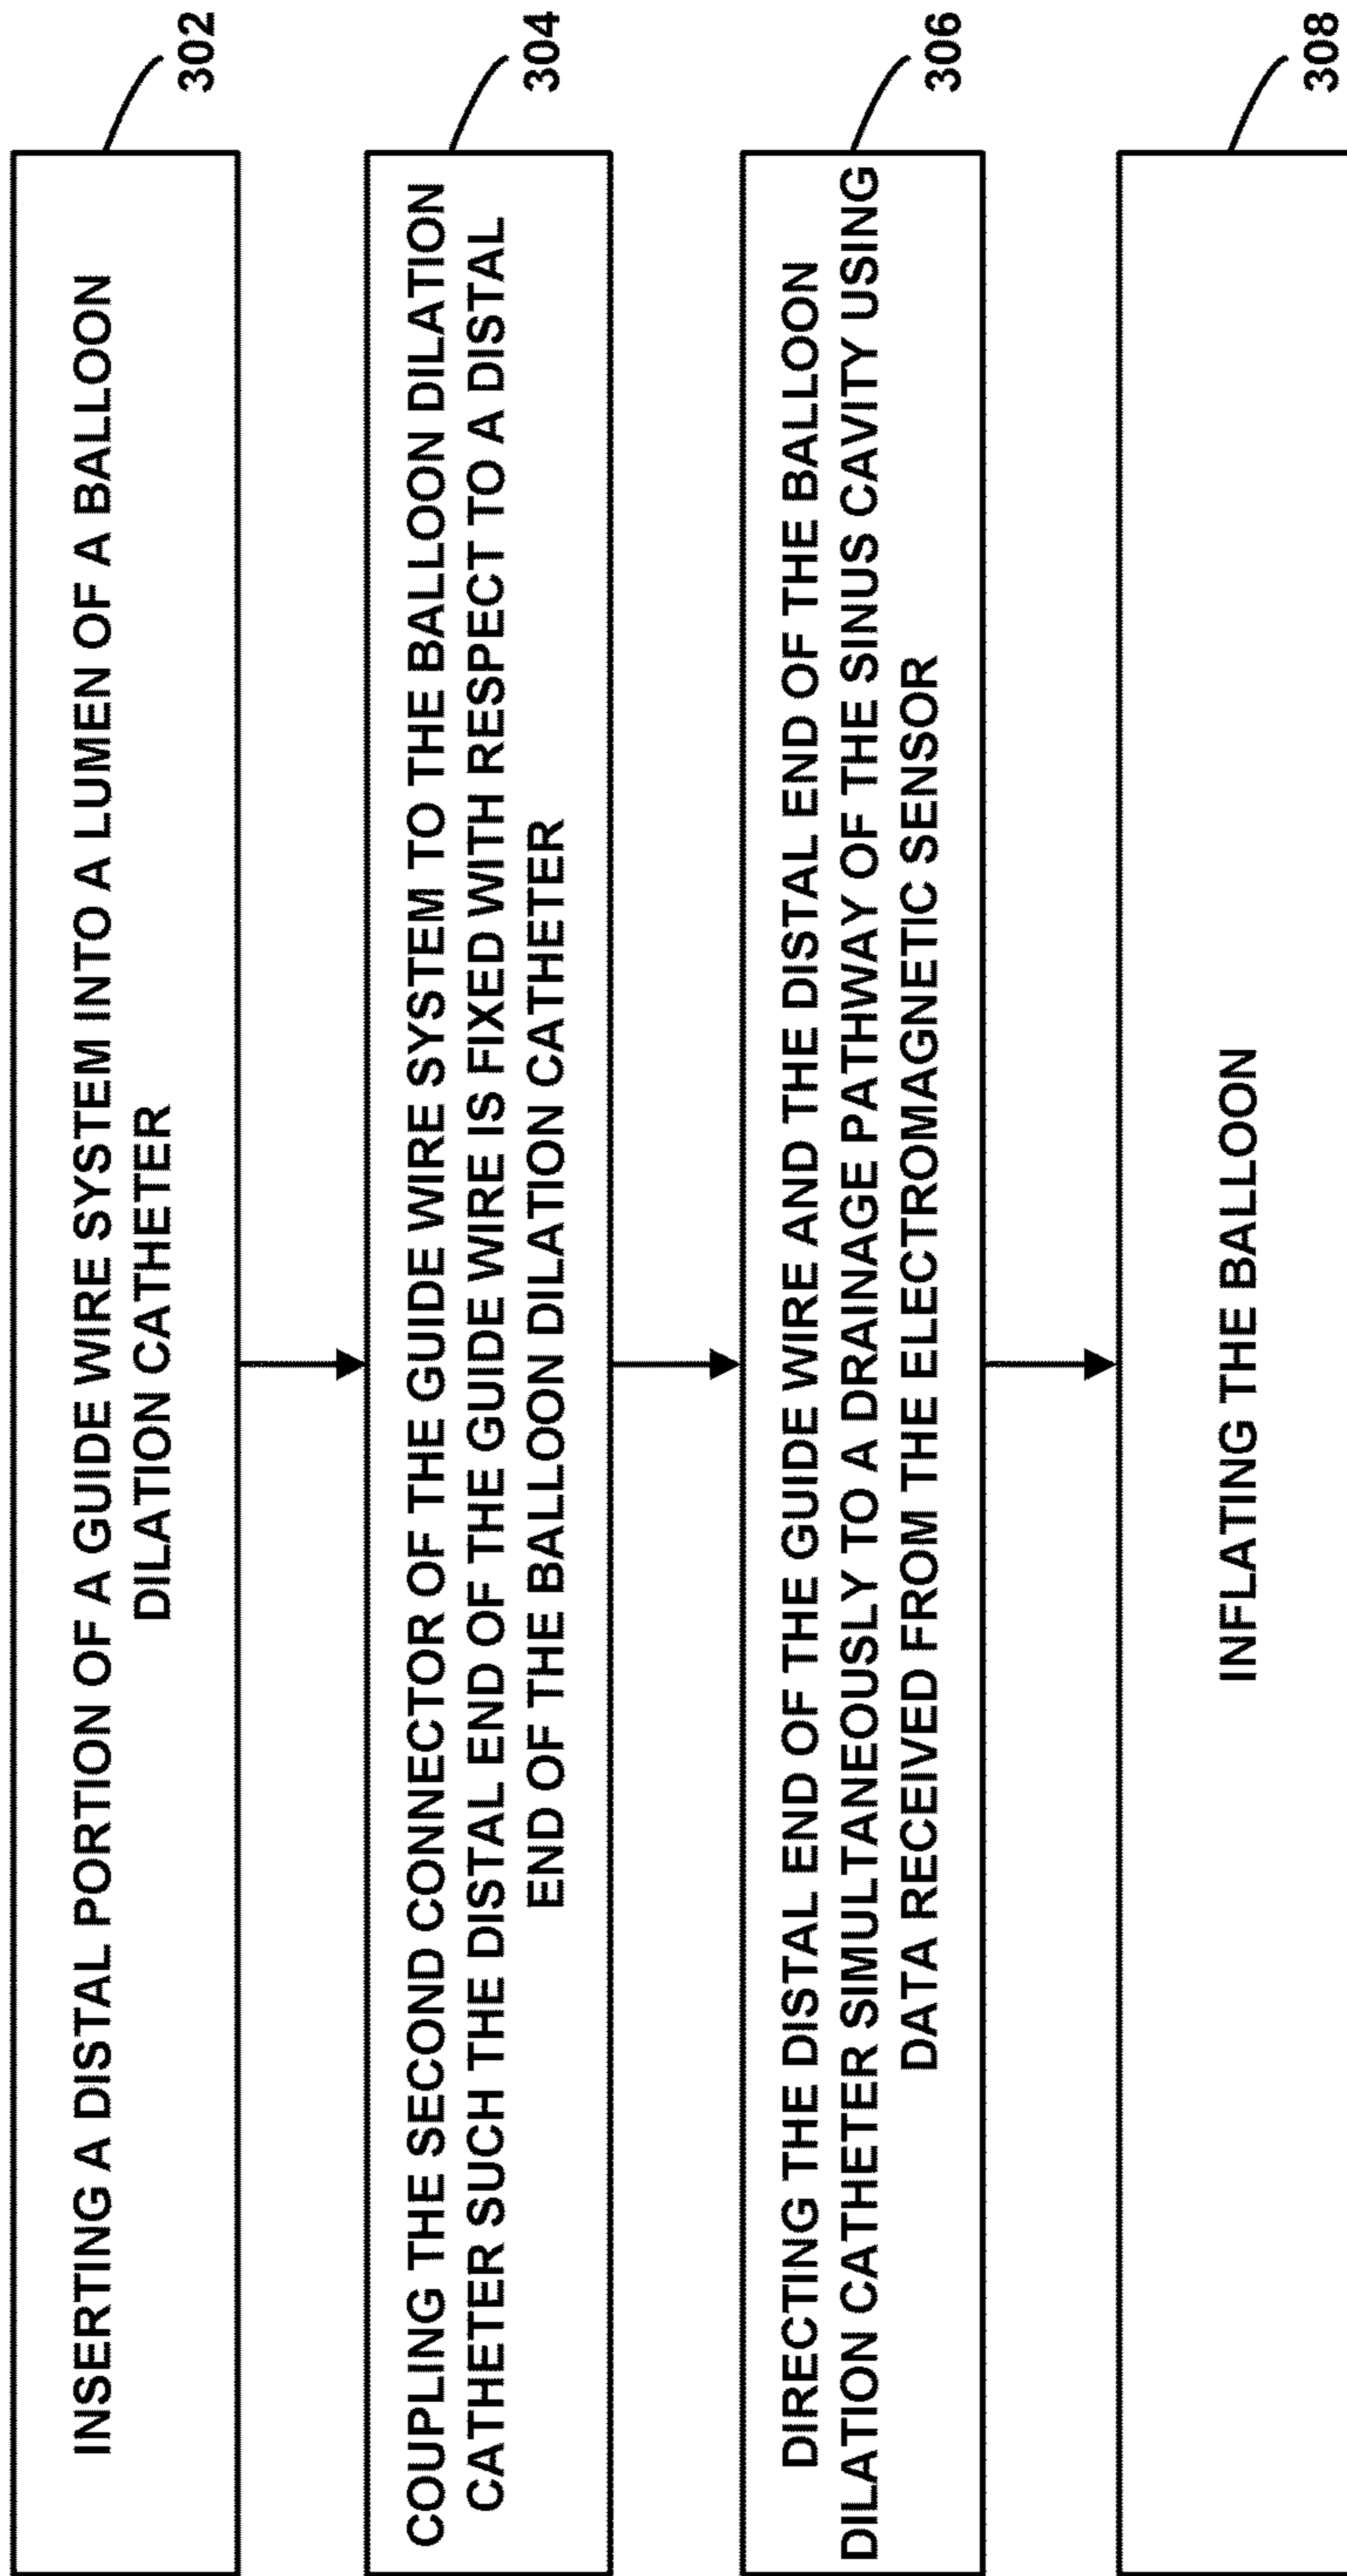 INSERTING A DISTAL PORTION OF A GUIDE WIRE SYSTEM INTO A LUMEN OF A BALLOON
DILATION CATHETER
302
COUPLING THE SECOND CONNECTOR OF THE GUIDE WIRE SYSTEM TO THE BALLOON DILATION
CATHETER SUCH THE DISTAL END OF THE GUIDE WIRE IS FIXED WITH RESPECT TO A DISTAL
END OF THE BALLOON DILATION CATHETER
304
DIRECTING THE DISTAL END OF THE GUIDE WIRE AND THE DISTAL END OF THE BALLOON
DILATION CATHETER SIMULTANEOUSLY TO A DRAINAGE PATHWAY OF THE SINUS CAVITY USING
DATA RECEIVED FROM THE ELECTROMAGNETIC SENSOR
306
INFLATING THE BALLOON
308